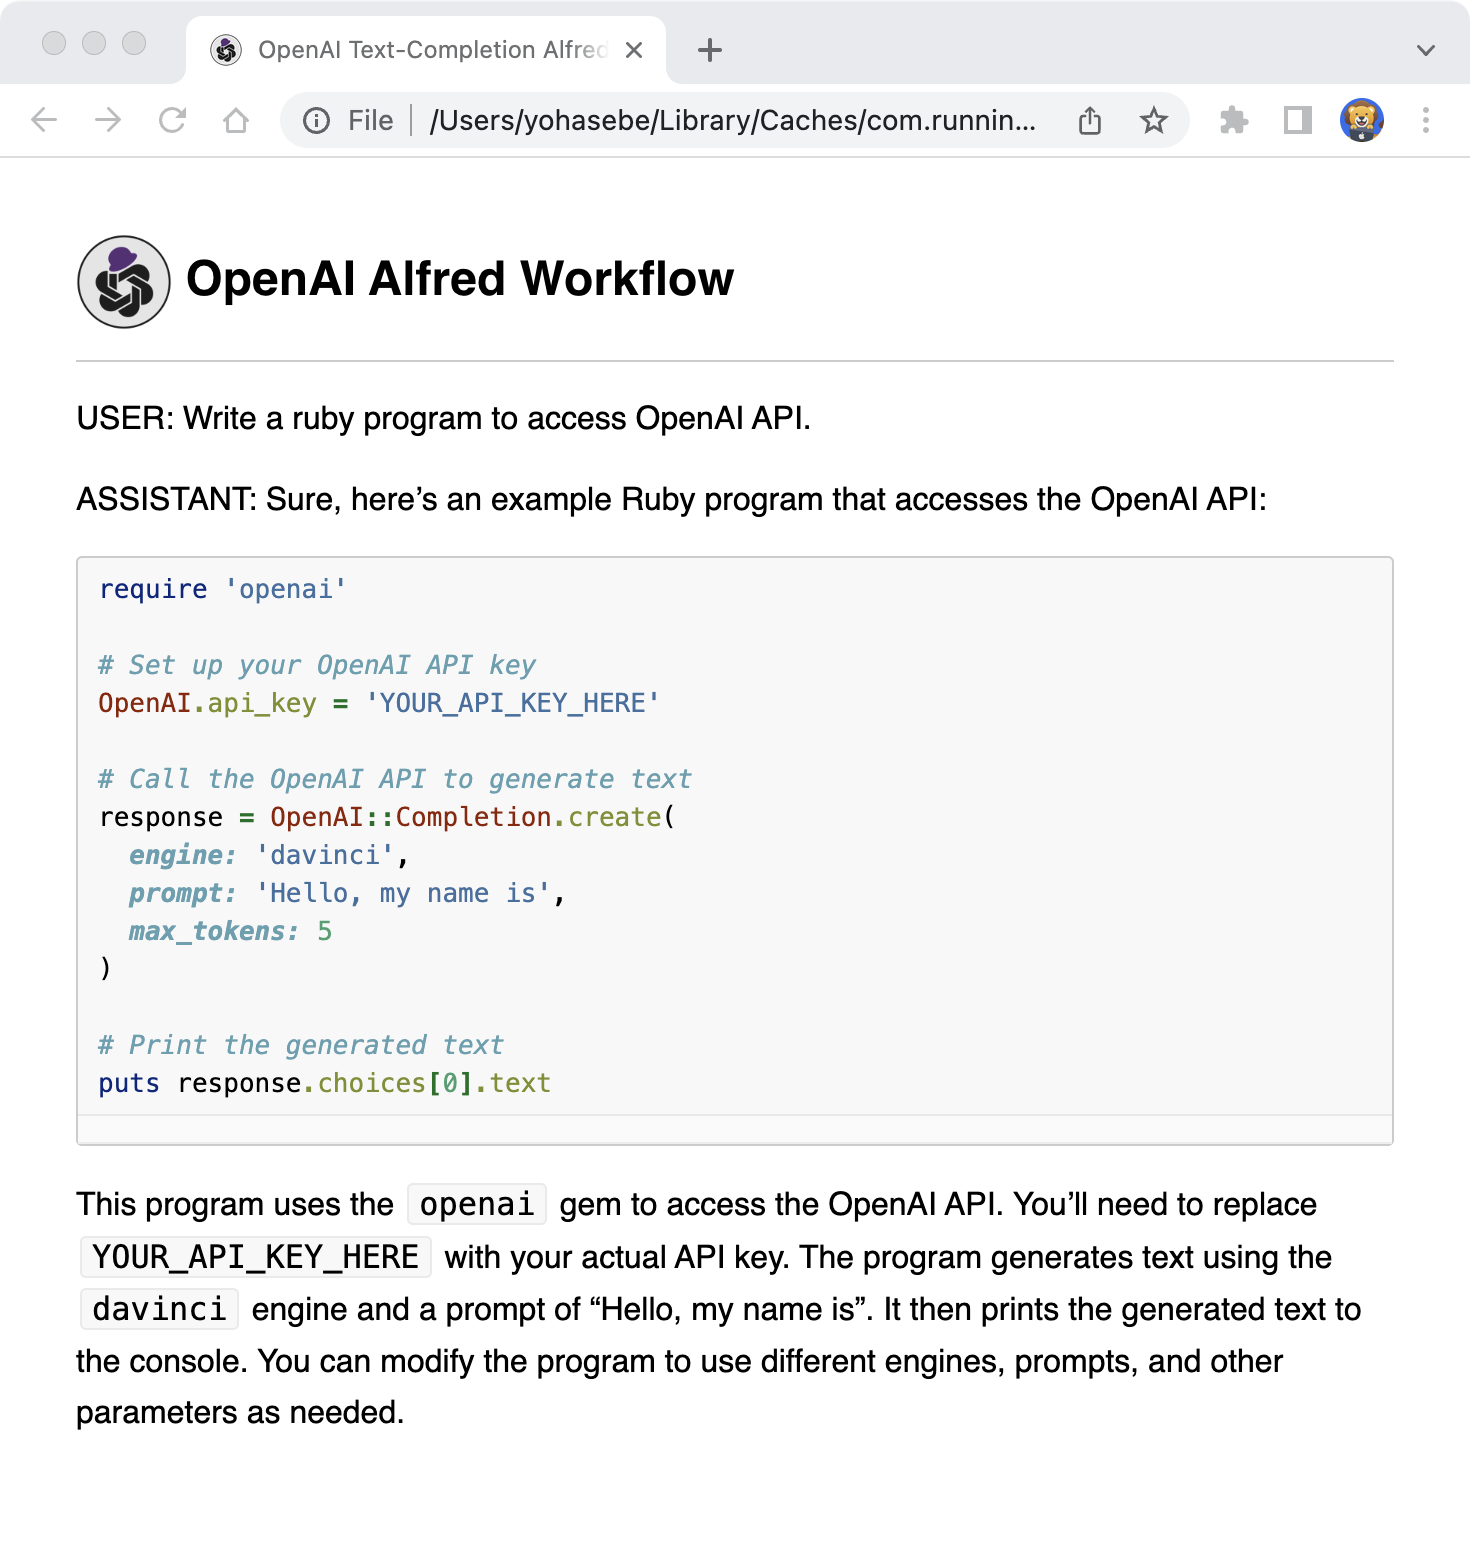 OpenAI Text-Completion Alfred
File
/Users/yohasebe/Library/Caches/com.runnin...
OpenAI Alfred Workflow
USER: Write a ruby program to access OpenAI API.
ASSISTANT: Sure, here’s an example Ruby program that accesses the OpenAI API:
require 'openai'
# Set up your OpenAI API key
OpenAI.api_key = 'YOUR_API_KEY_HERE'
# Call the OpenAI API to generate text
response = OpenAI::Completion.create(
  engine: 'davinci',
  prompt: 'Hello, my name is',
  max_tokens: 5
)
# Print the generated text
puts response.choices[0].text
This program uses the openai gem to access the OpenAI API. You’ll need to replace
YOUR_API_KEY_HERE with your actual API key. The program generates text using the
davinci engine and a prompt of “Hello, my name is”. It then prints the generated text to
the console. You can modify the program to use different engines, prompts, and other
parameters as needed.